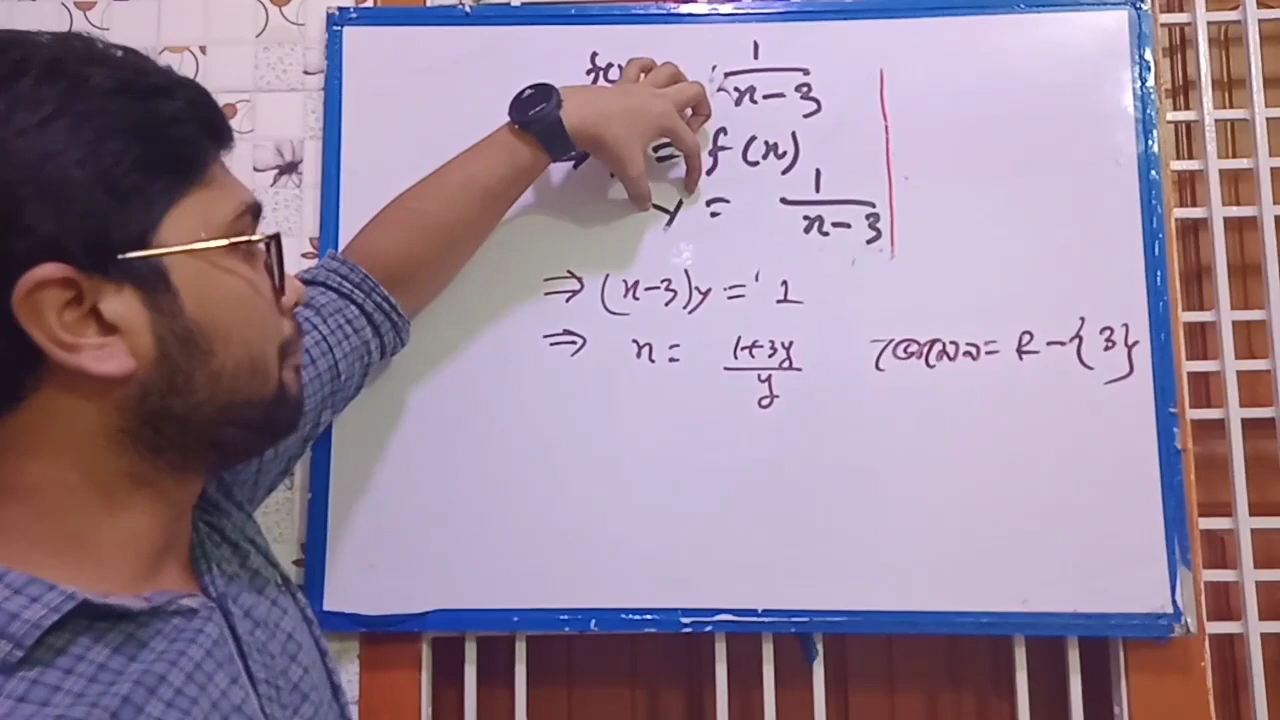 f(x) 1/(x-3)
= f(x)
y = 1/(x-3)
⇒ (x-3)y = 1
⇒ x = (1+3y)/y ডোমেন = R-{3}